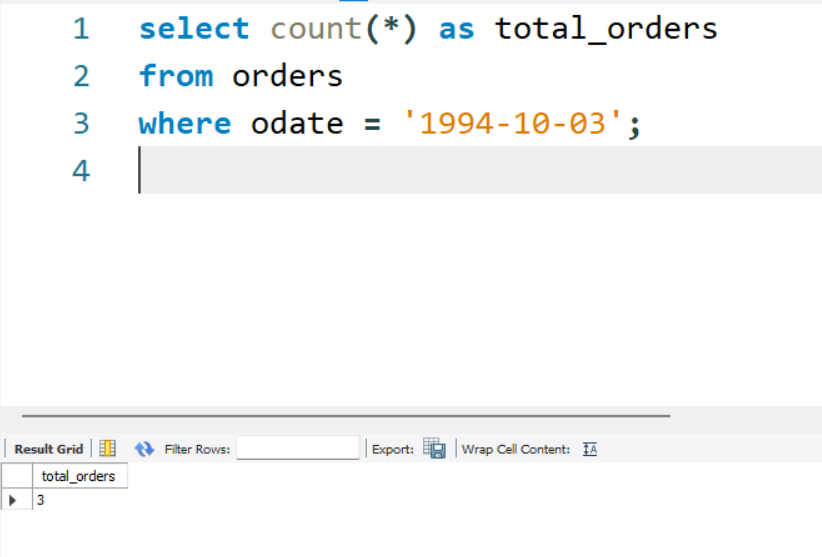 1 select count(*) as total_orders
2 from orders
3 where odate = '1994-10-03';
4
Result Grid Filter Rows: Export: Wrap Cell Content:
total_orders
3